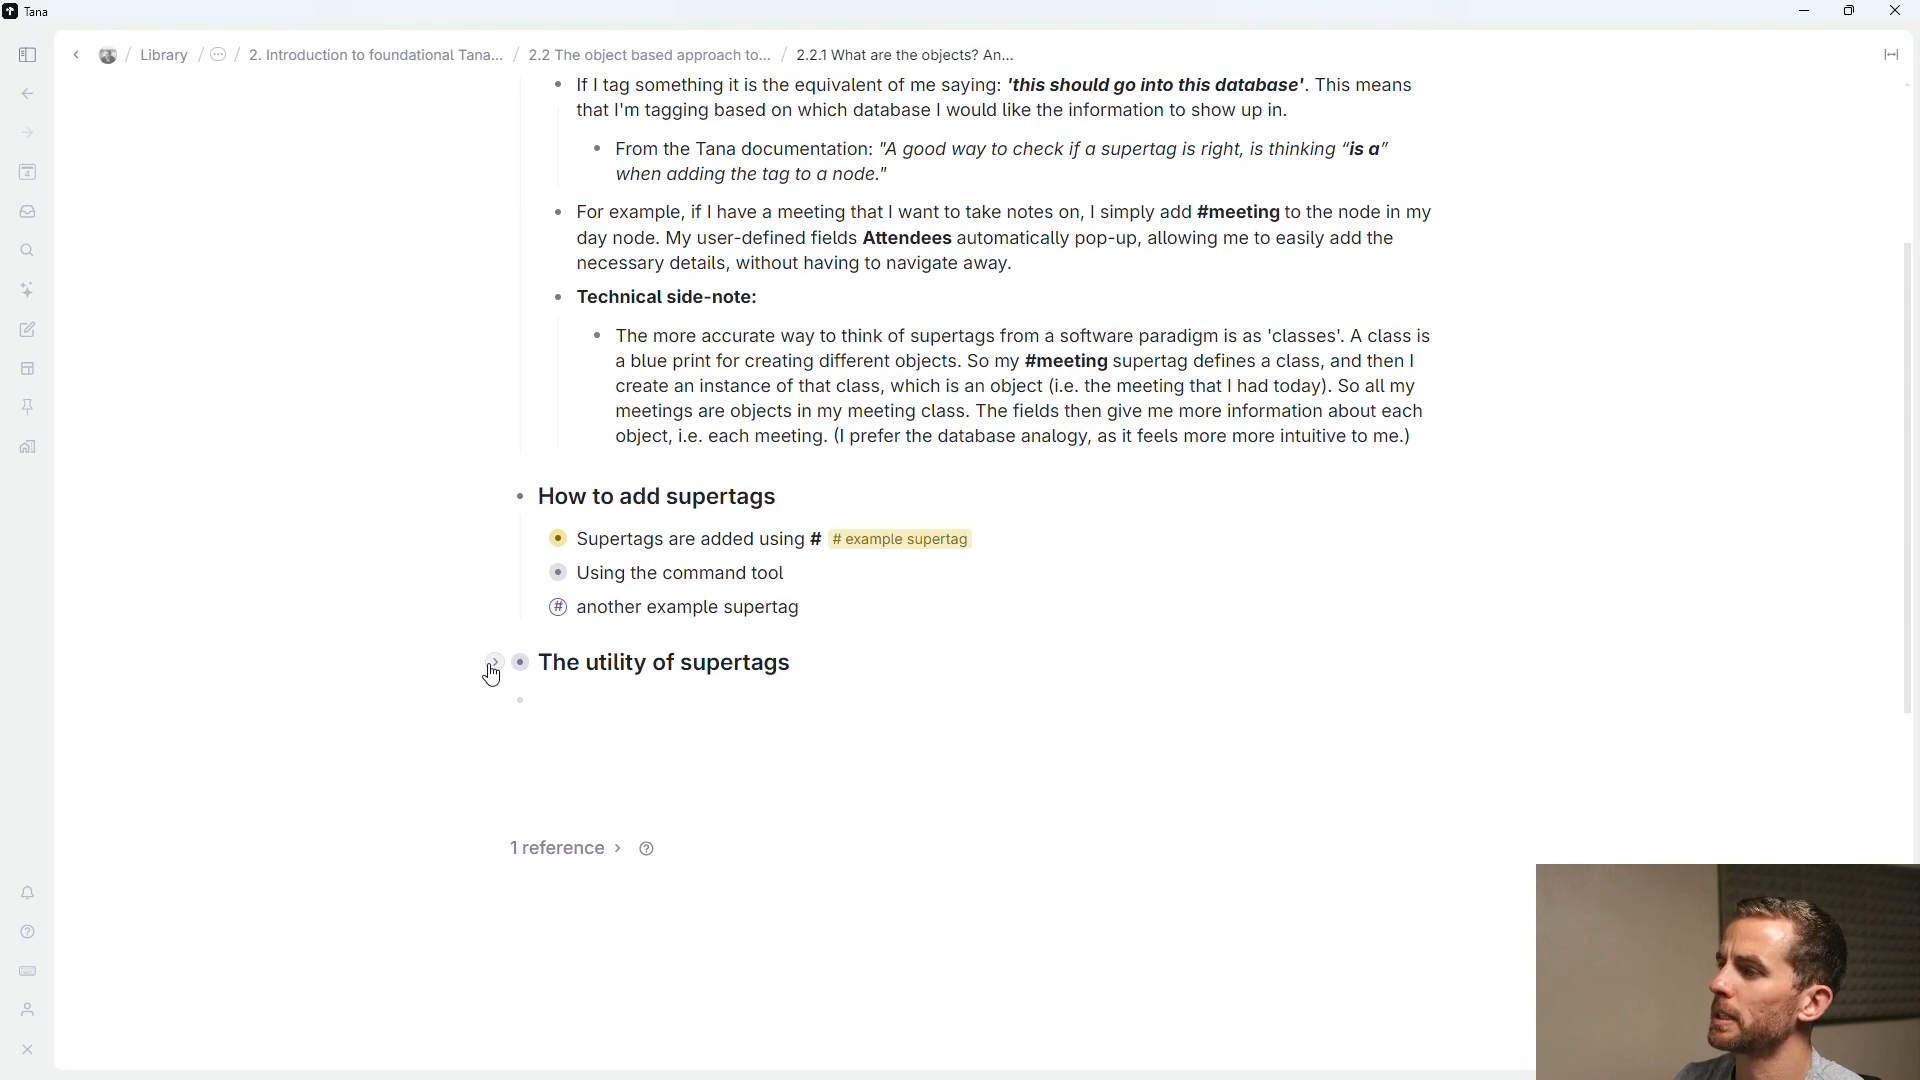 Tana
Library / 2. Introduction to foundational Tana... / 2.2 The object based approach to... / 2.2.1 What are the objects? An...
If I tag something it is the equivalent of me saying: 'this should go into this database'. This means
that I'm tagging based on which database I would like the information to show up in.
From the Tana documentation: "A good way to check if a supertag is right, is thinking “is a”
when adding the tag to a node."
For example, if I have a meeting that I want to take notes on, I simply add #meeting to the node in my
day node. My user-defined fields Attendees automatically pop-up, allowing me to easily add the
necessary details, without having to navigate away.
Technical side-note:
The more accurate way to think of supertags from a software paradigm is as 'classes'. A class is
a blue print for creating different objects. So my #meeting supertag defines a class, and then I
create an instance of that class, which is an object (i.e. the meeting that I had today). So all my
meetings are objects in my meeting class. The fields then give me more information about each
object, i.e. each meeting. (I prefer the database analogy, as it feels more more intuitive to me.)
How to add supertags
Supertags are added using # # example supertag
Using the command tool
# another example supertag
The utility of supertags
1 reference